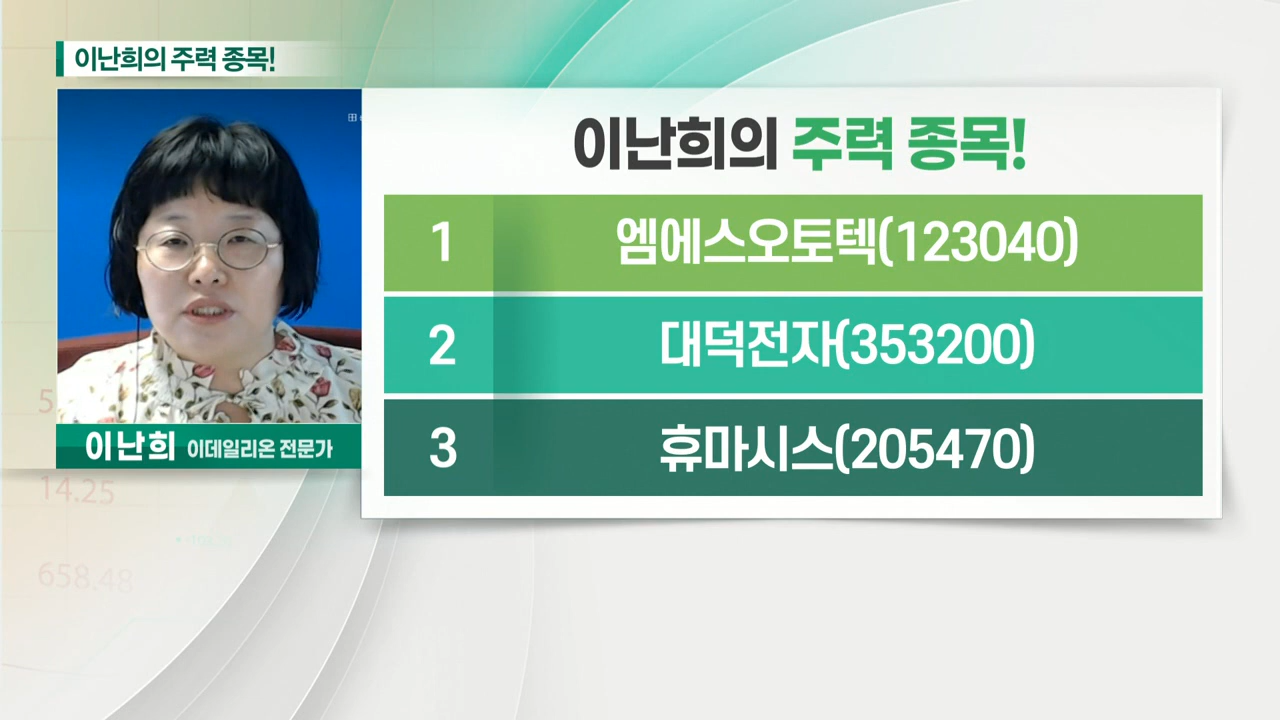 이난희의 주력 종목!
이난희의 주력 종목!
1 엠에스오토텍(123040)
2 대덕전자(353200)
3 휴마시스(205470)
이난희 이데일리온 전문가
14.25
658.48